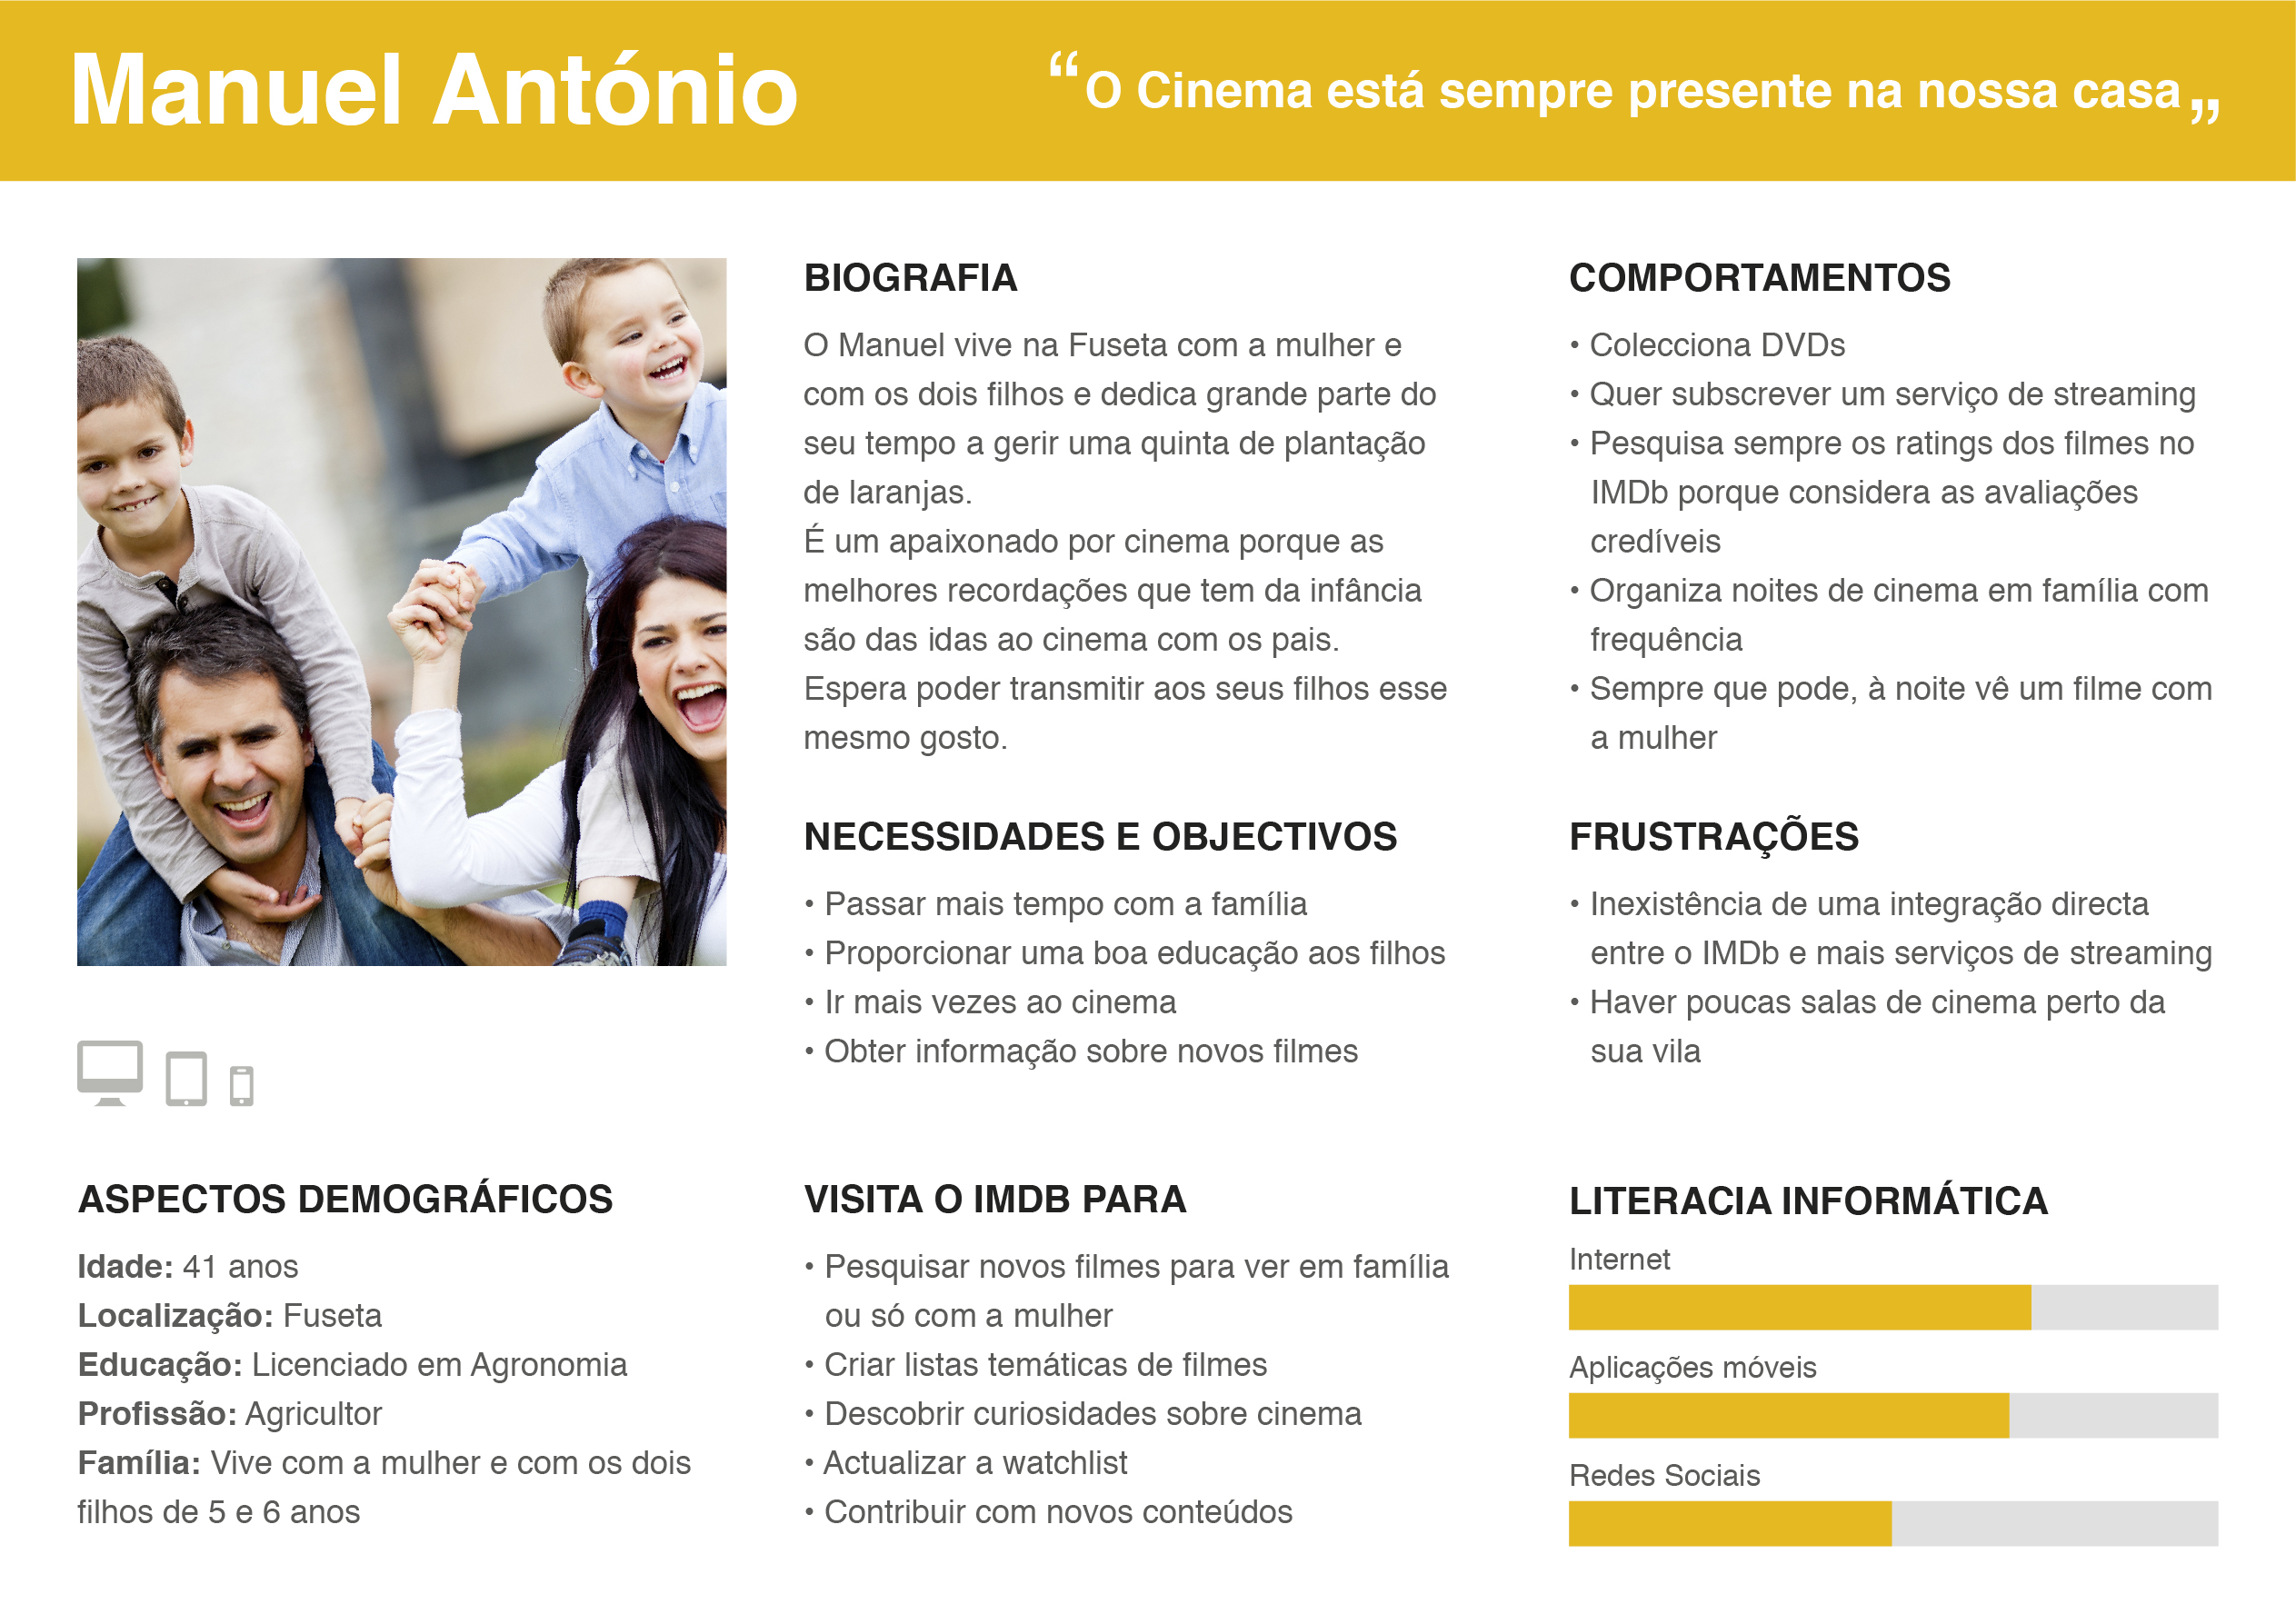 Manuel António
“O Cinema está sempre presente na nossa casa”
BIOGRAFIA
O Manuel vive na Fuseta com a mulher e
com os dois filhos e dedica grande parte do
seu tempo a gerir uma quinta de plantação
de laranjas.
É um apaixonado por cinema porque as
melhores recordações que tem da infância
são das idas ao cinema com os pais.
Espera poder transmitir aos seus filhos esse
mesmo gosto.
COMPORTAMENTOS
• Colecciona DVDs
• Quer subscrever um serviço de streaming
• Pesquisa sempre os ratings dos filmes no
IMDb porque considera as avaliações
credíveis
• Organiza noites de cinema em família com
frequência
• Sempre que pode, à noite vê um filme com
a mulher
NECESSIDADES E OBJECTIVOS
• Passar mais tempo com a família
• Proporcionar uma boa educação aos filhos
• Ir mais vezes ao cinema
• Obter informação sobre novos filmes
FRUSTRAÇÕES
• Inexistência de uma integração directa
entre o IMDb e mais serviços de streaming
• Haver poucas salas de cinema perto da
sua vila
ASPECTOS DEMOGRÁFICOS
Idade: 41 anos
Localização: Fuseta
Educação: Licenciado em Agronomia
Profissão: Agricultor
Família: Vive com a mulher e com os dois
filhos de 5 e 6 anos
VISITA O IMDB PARA
• Pesquisar novos filmes para ver em família
ou só com a mulher
• Criar listas temáticas de filmes
• Descobrir curiosidades sobre cinema
• Actualizar a watchlist
• Contribuir com novos conteúdos
LITERACIA INFORMÁTICA
Internet
Aplicações móveis
Redes Sociais